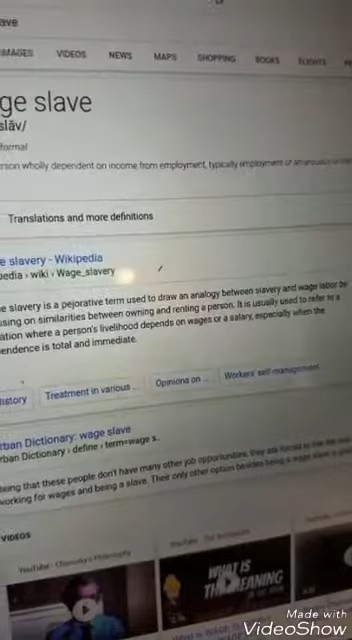 ave
IMAGES VIDEOS NEWS MAPS SHOPPING BOOKS FLIGHTS
ge slave
slāv/
formal
rson wholly dependent on income from employment, typically employment of an
Translations and more definitions
e slavery - Wikipedia
pedia › wiki › Wage_slavery
e slavery is a pejorative term used to draw an analogy between slavery and wage labor by
sing on similarities between owning and renting a person. It is usually used to refer to a
ation where a person's livelihood depends on wages or a salary, especially when the
endence is total and immediate.
History Treatment in various ... Opinions on ... Workers' self-management
rban Dictionary: wage slave
rban Dictionary › define › term=wage s..
being that these people don't have many other job opportunities, they are forced to
working for wages and being a slave. Their only other option besides being a wage slave is
VIDEOS
YouTube · Chomsky's Philosophy
YouTube
WHAT IS
THE MEANING
Made with
VideoShow